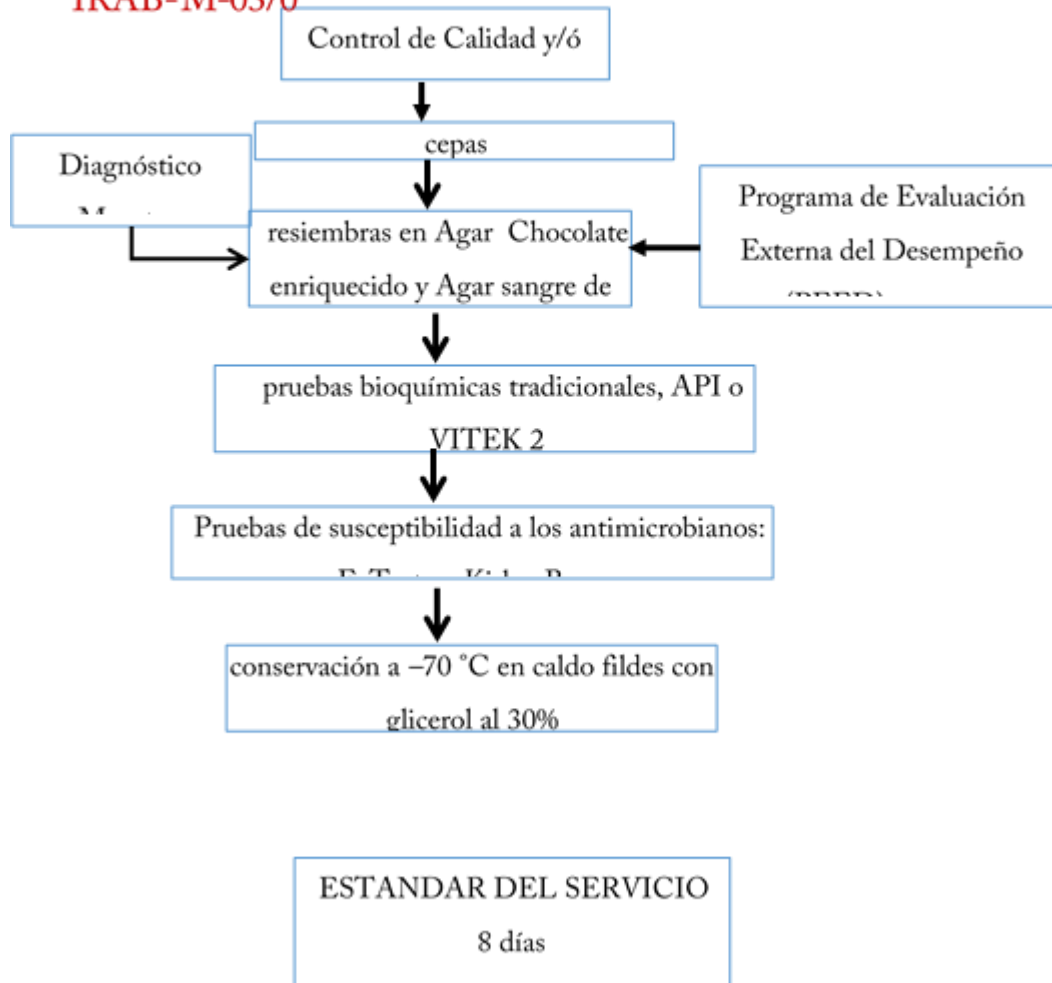 Control de Calidad y/ó
cepas
Diagnóstico
Programa de Evaluación
Externa del Desempeño
resiembras en Agar Chocolate
enriquecido y Agar sangre de
pruebas bioquímicas tradicionales, API o
VITEK 2
Pruebas de susceptibilidad a los antimicrobianos:
conservación a –70 °C en caldo fildes con
glicerol al 30%
ESTANDAR DEL SERVICIO
8 días